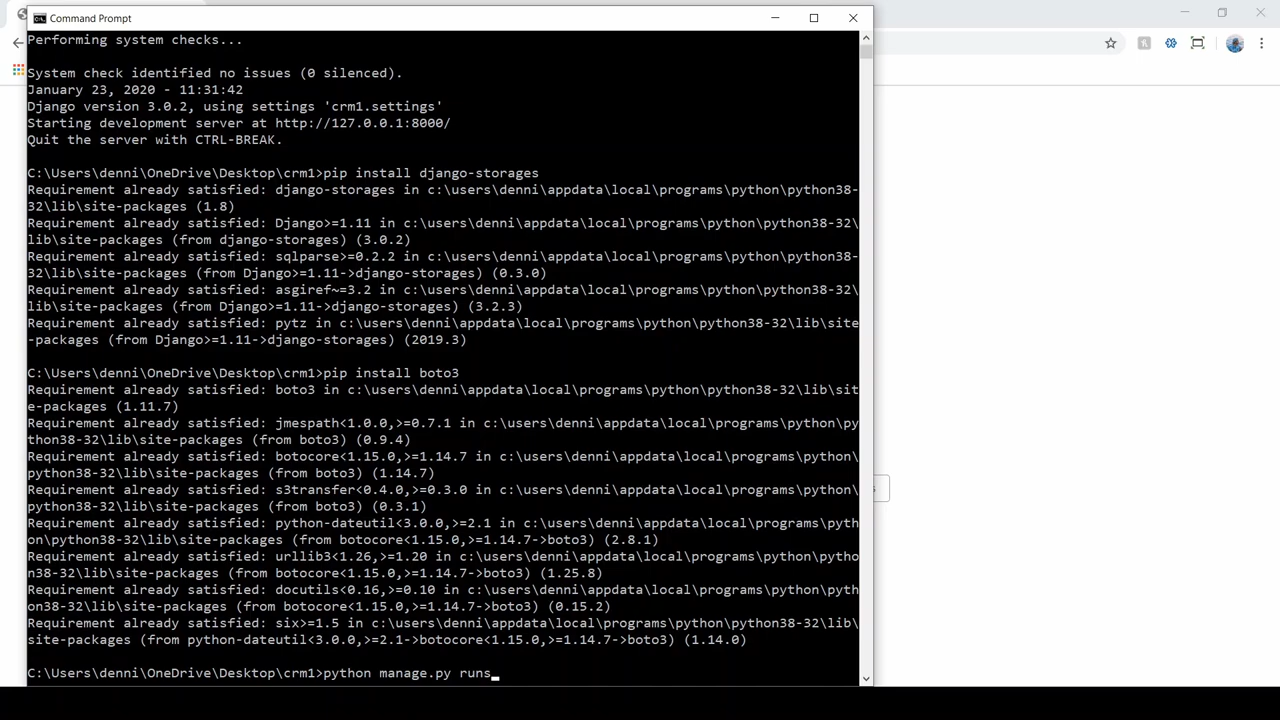 Command Prompt
Performing system checks...
System check identified no issues (0 silenced).
January 23, 2020 - 11:31:42
Django version 3.0.2, using settings 'crm1.settings'
Starting development server at http://127.0.0.1:8000/
Quit the server with CTRL-BREAK.
C:\Users\denni\OneDrive\Desktop\crm1>pip install django-storages
Requirement already satisfied: django-storages in c:\users\denni\appdata\local\programs\python\python38-
32\lib\site-packages (1.8)
Requirement already satisfied: Django>=1.11 in c:\users\denni\appdata\local\programs\python\python38-32\
lib\site-packages (from django-storages) (3.0.2)
Requirement already satisfied: sqlparse>=0.2.2 in c:\users\denni\appdata\local\programs\python\python38-
32\lib\site-packages (from Django>=1.11->django-storages) (0.3.0)
Requirement already satisfied: asgiref~=3.2 in c:\users\denni\appdata\local\programs\python\python38-32\
lib\site-packages (from Django>=1.11->django-storages) (3.2.3)
Requirement already satisfied: pytz in c:\users\denni\appdata\local\programs\python\python38-32\lib\site
-packages (from Django>=1.11->django-storages) (2019.3)
C:\Users\denni\OneDrive\Desktop\crm1>pip install boto3
Requirement already satisfied: boto3 in c:\users\denni\appdata\local\programs\python\python38-32\lib\sit
e-packages (1.11.7)
Requirement already satisfied: jmespath<1.0.0,>=0.7.1 in c:\users\denni\appdata\local\programs\python\py
thon38-32\lib\site-packages (from boto3) (0.9.4)
Requirement already satisfied: botocore<1.15.0,>=1.14.7 in c:\users\denni\appdata\local\programs\python\
python38-32\lib\site-packages (from boto3) (1.14.7)
Requirement already satisfied: s3transfer<0.4.0,>=0.3.0 in c:\users\denni\appdata\local\programs\python\
python38-32\lib\site-packages (from boto3) (0.3.1)
Requirement already satisfied: python-dateutil<3.0.0,>=2.1 in c:\users\denni\appdata\local\programs\pyth
on\python38-32\lib\site-packages (from botocore<1.15.0,>=1.14.7->boto3) (2.8.1)
Requirement already satisfied: urllib3<1.26,>=1.20 in c:\users\denni\appdata\local\programs\python\pytho
n38-32\lib\site-packages (from botocore<1.15.0,>=1.14.7->boto3) (1.25.8)
Requirement already satisfied: docutils<0.16,>=0.10 in c:\users\denni\appdata\local\programs\python\pyth
on38-32\lib\site-packages (from botocore<1.15.0,>=1.14.7->boto3) (0.15.2)
Requirement already satisfied: six>=1.5 in c:\users\denni\appdata\local\programs\python\python38-32\lib\
site-packages (from python-dateutil<3.0.0,>=2.1->botocore<1.15.0,>=1.14.7->boto3) (1.14.0)
C:\Users\denni\OneDrive\Desktop\crm1>python manage.py runs